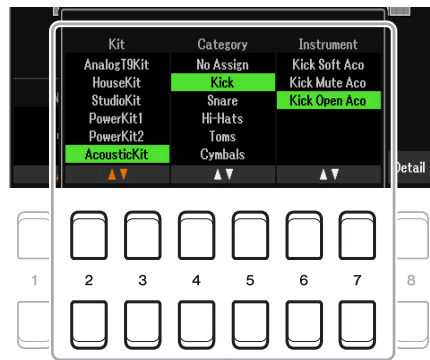 Kit Category Instrument
AnalogT9Kit No Assign Kick Soft Aco
HouseKit Kick Kick Mute Aco
StudioKit Snare Kick Open Aco
PowerKit1 Hi-Hats
PowerKit2 Toms
AcousticKit Cymbals
Detail
1 2 3 4 5 6 7 8